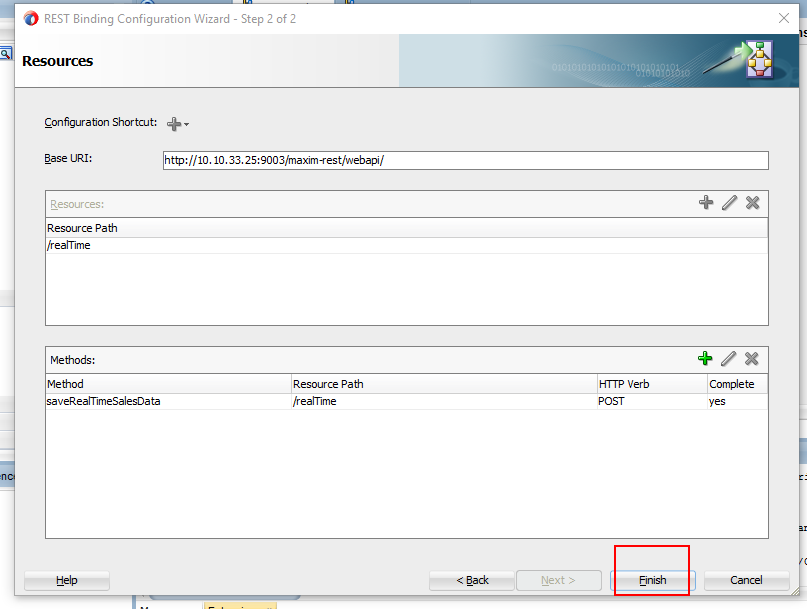 REST Binding Configuration Wizard - Step 2 of 2
Resources
0101010101010101010101010101
01010101010
Configuration Shortcut:
Base URI: http://10.10.33.25:9003/maxim-rest/webapi/
Resources:
Resource Path
/realTime
Methods:
Method Resource Path HTTP Verb Complete
saveRealTimeSalesData /realTime POST yes
Help < Back Next > Finish Cancel